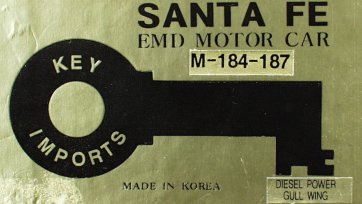 SANTA FE
EMD MOTOR CAR
M-184-187
KEY
IMPORTS
MADE IN KOREA
DIESEL POWER
GULL WING